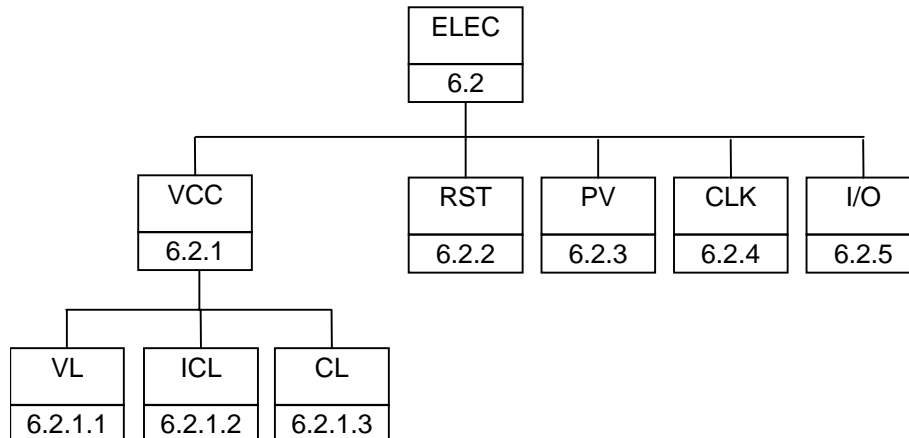 ELEC
6.2
VCC
6.2.1
RST
6.2.2
PV
6.2.3
CLK
6.2.4
I/O
6.2.5
VL
6.2.1.1
ICL
6.2.1.2
CL
6.2.1.3